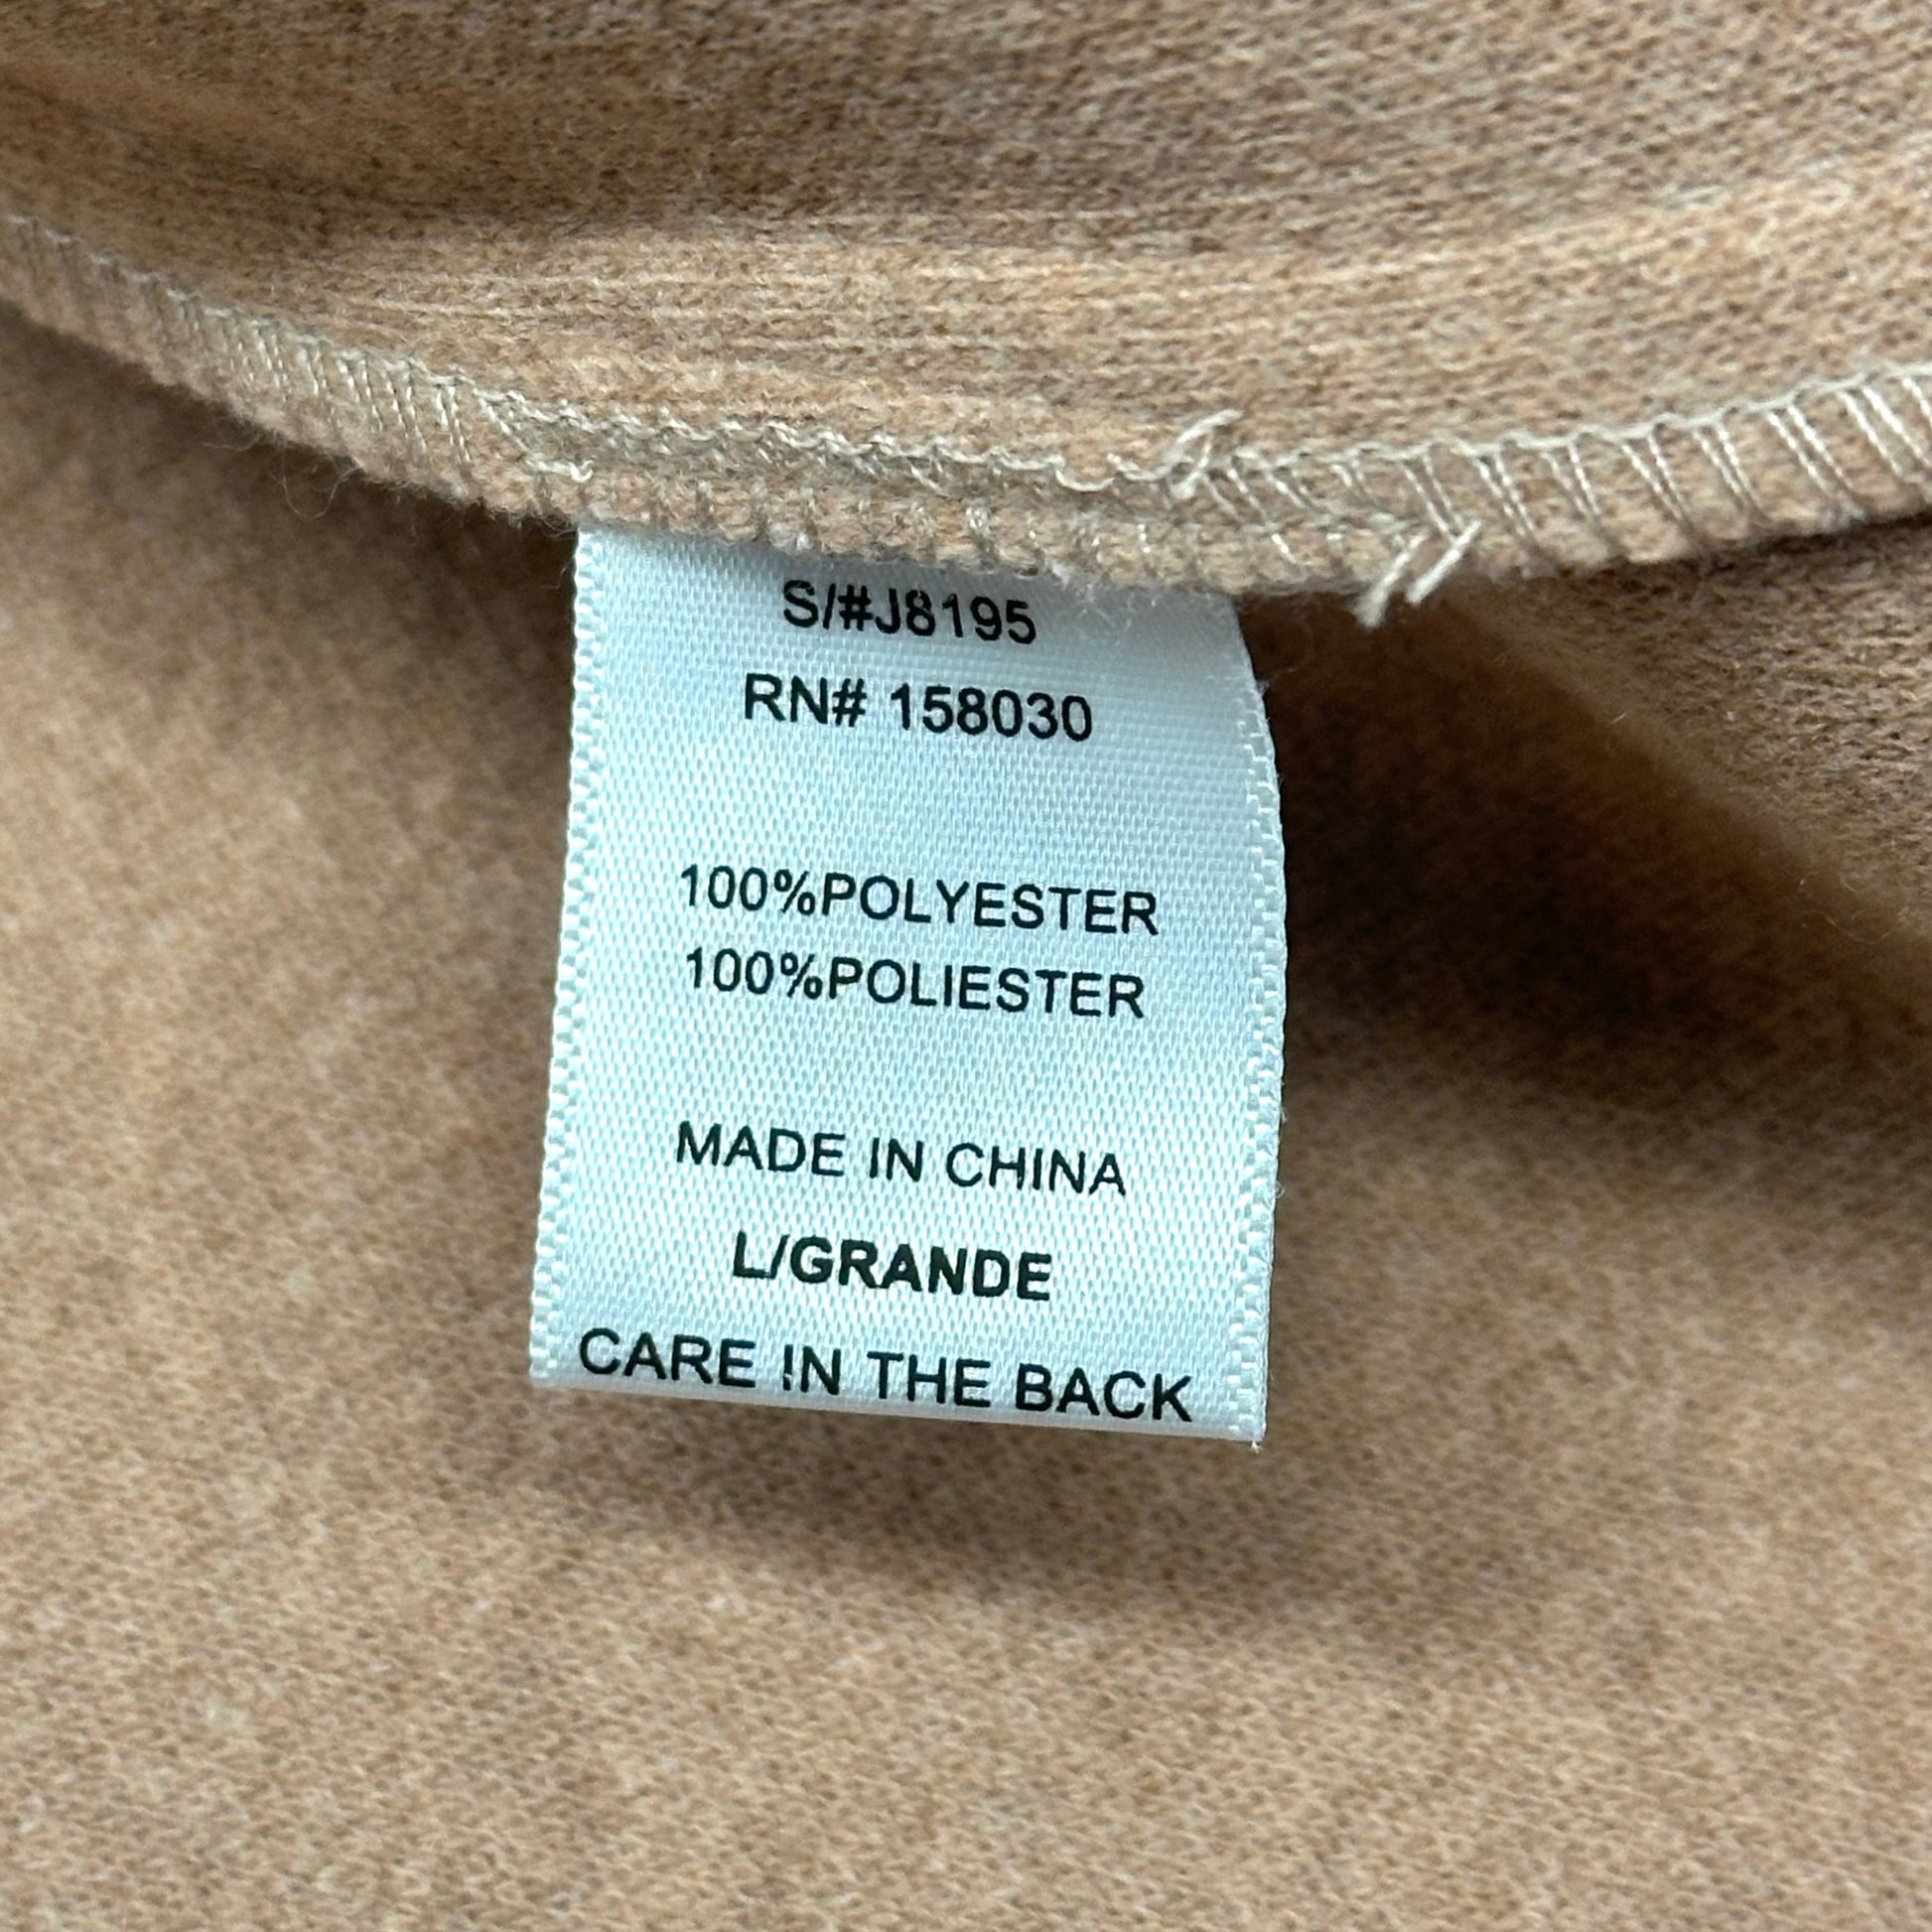 S/#J8195
RN# 158030
100%POLYESTER
100%POLIESTER
MADE IN CHINA
L/GRANDE
CARE IN THE BACK